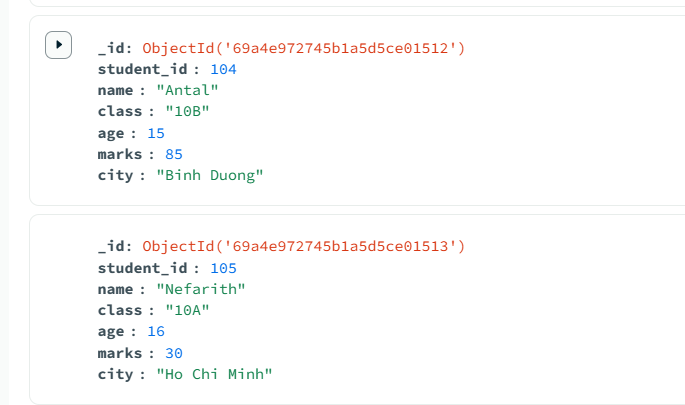 _id: ObjectId('69a4e972745b1a5d5ce01512')
student_id : 104
name : "Antal"
class : "10B"
age : 15
marks : 85
city : "Binh Duong"
_id: ObjectId('69a4e972745b1a5d5ce01513')
student_id : 105
name : "Nefarith"
class : "10A"
age : 16
marks : 30
city : "Ho Chi Minh"